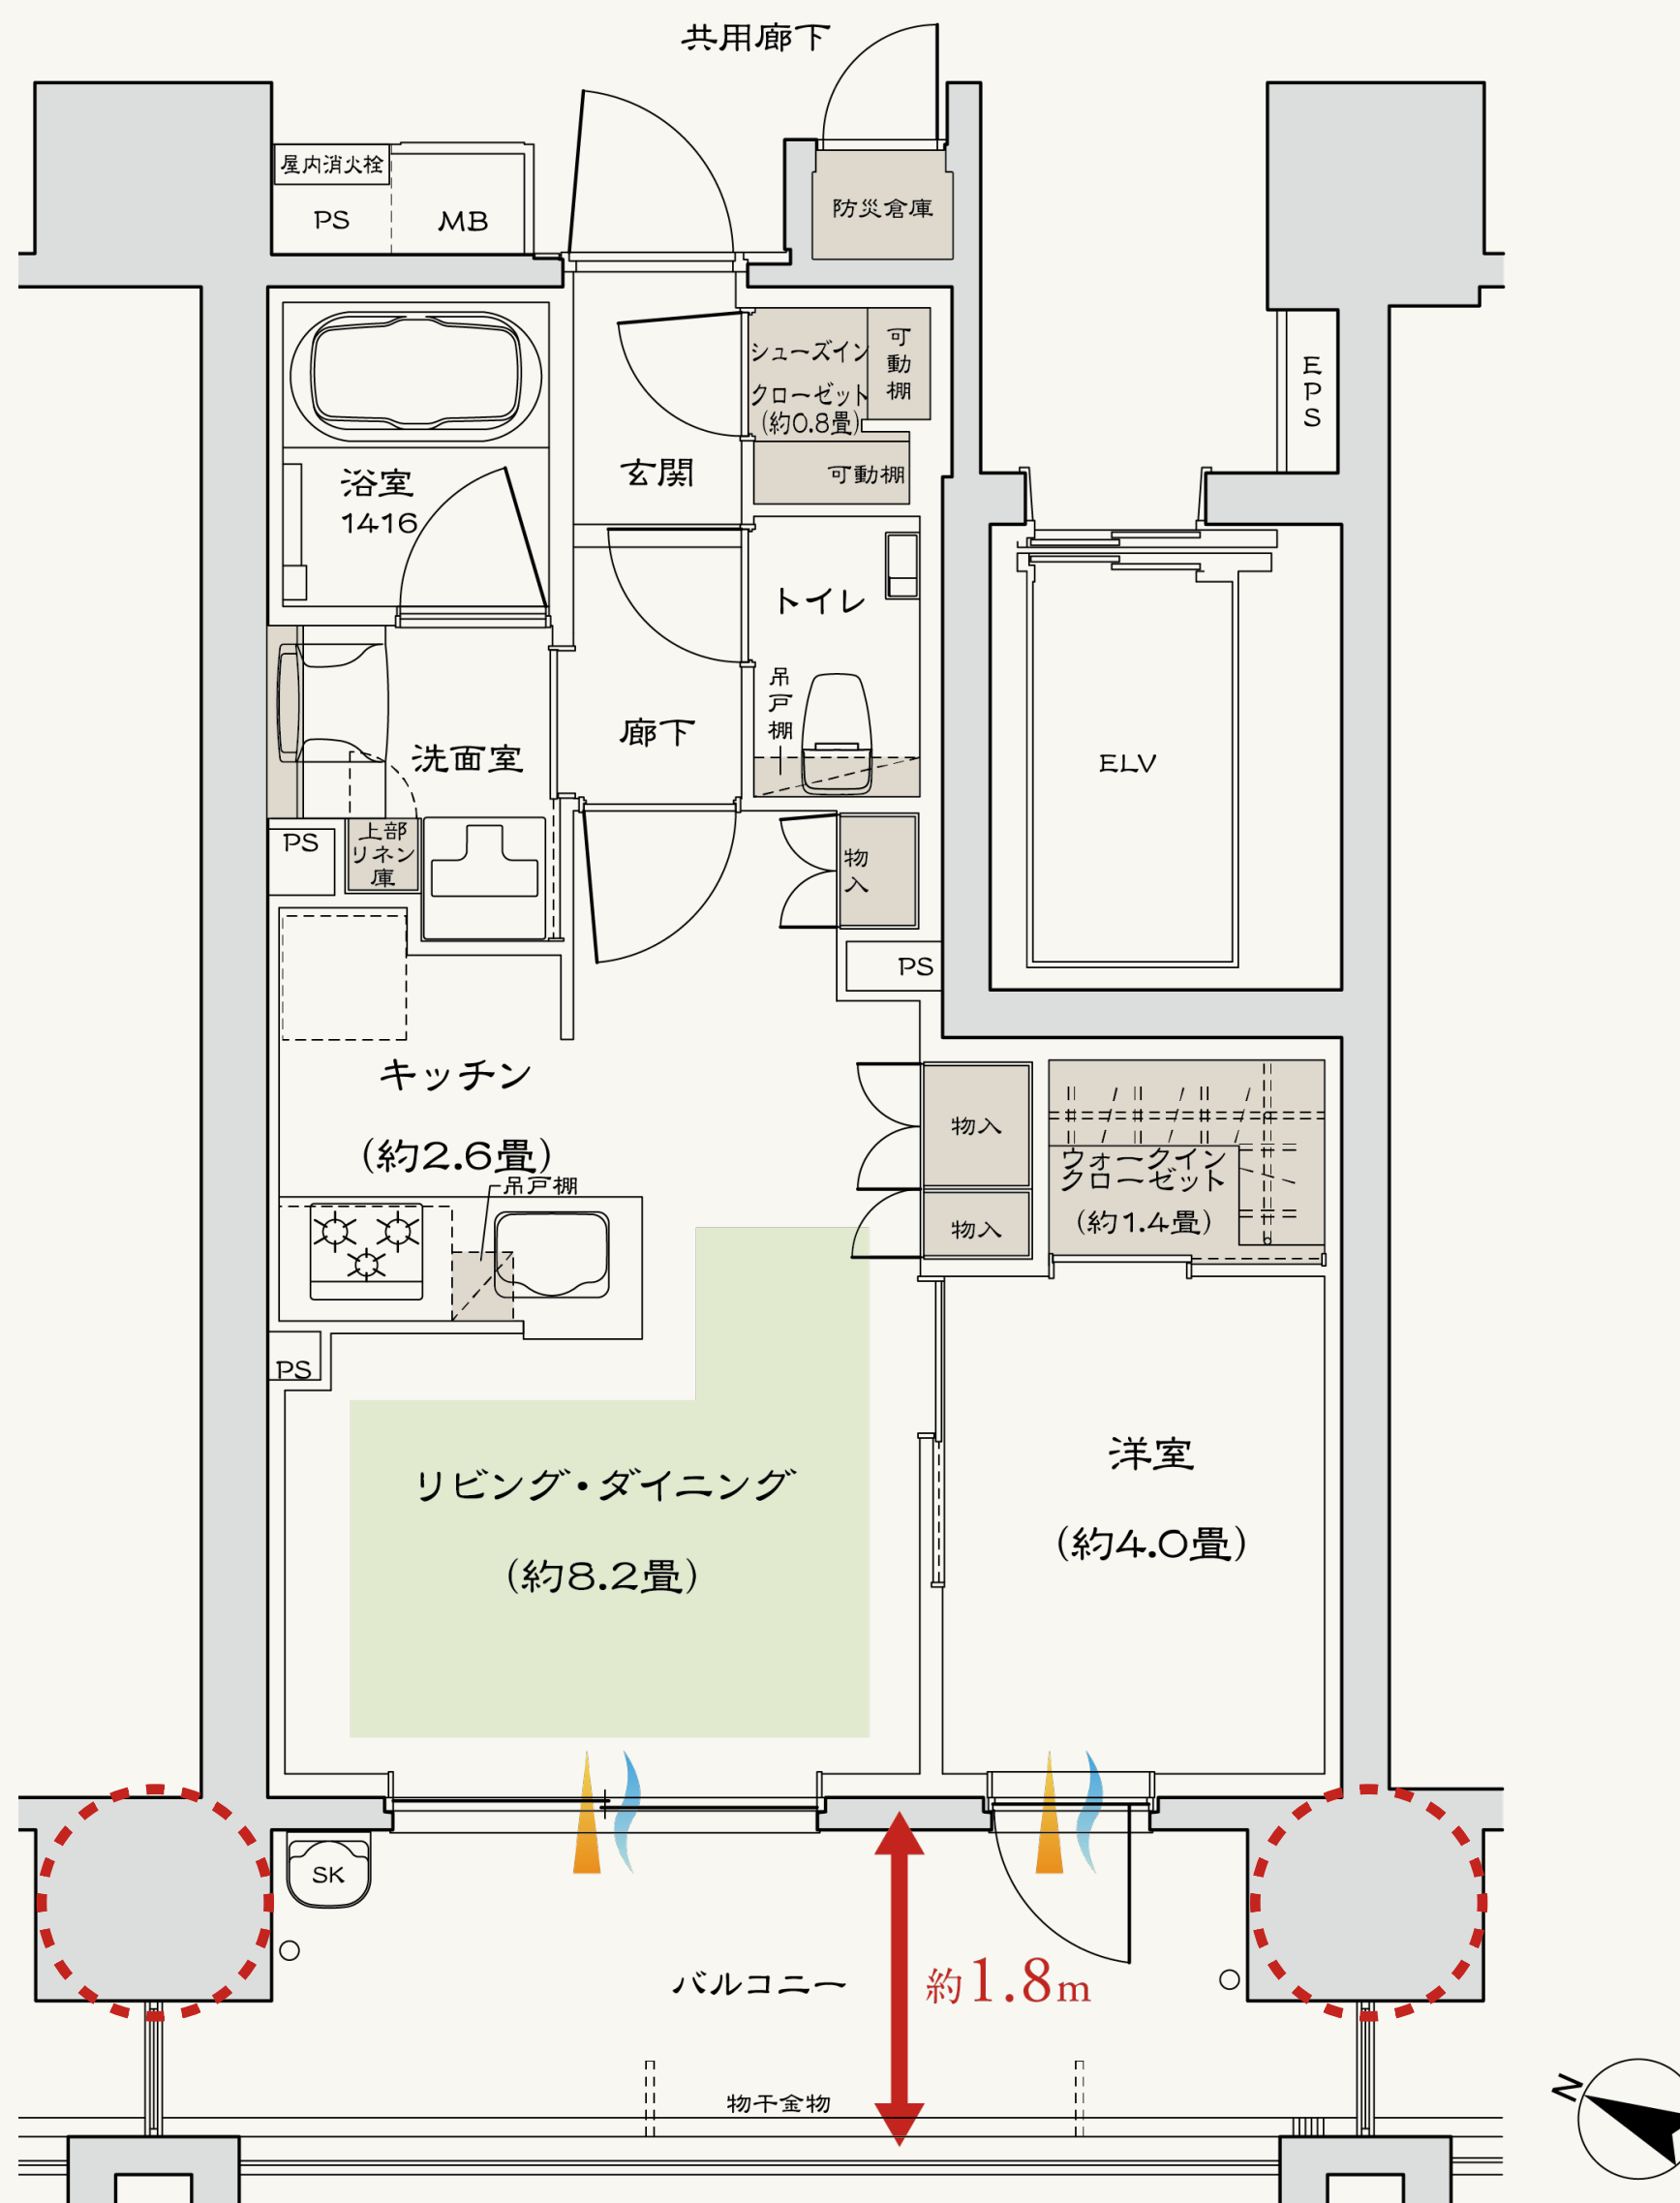 共用廊下
屋内消火栓
PS
MB
防災倉庫
シューズイン
クローゼット
(約0.8畳)
可動棚
EPS
可動棚
玄関
浴室
1416
トイレ
吊戸棚
廊下
洗面室
ELV
PS
上部
リネン
庫
物入
PS
キッチン
(約2.6畳)
吊戸棚
物入
ウォークイン
クローゼット
(約1.4畳)
物入
PS
リビング・ダイニング
(約8.2畳)
洋室
(約4.0畳)
SK
バルコニー
約1.8m
物干金物
N